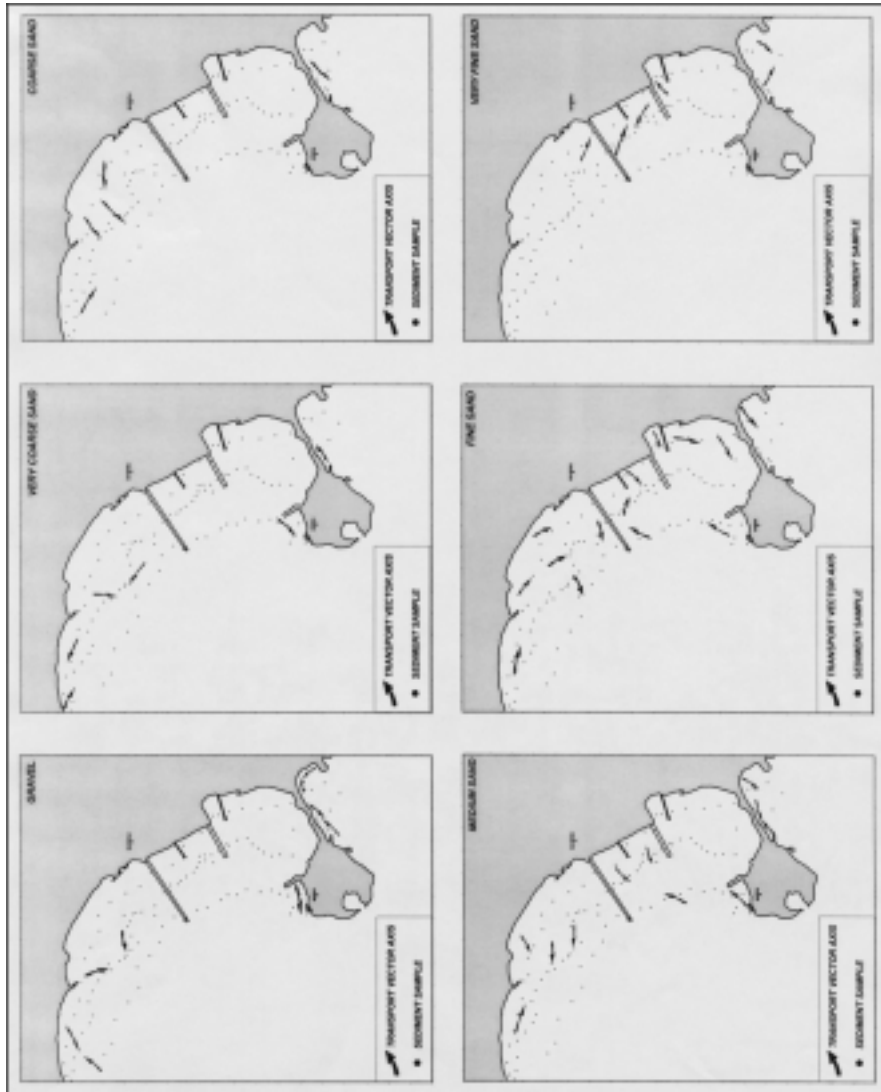 GRAVEL
TRANSPORT VECTOR AXIS
SEDIMENT SAMPLE
VERY COARSE SAND
TRANSPORT VECTOR AXIS
SEDIMENT SAMPLE
COARSE SAND
TRANSPORT VECTOR AXIS
SEDIMENT SAMPLE
MEDIUM SAND
TRANSPORT VECTOR AXIS
SEDIMENT SAMPLE
FINE SAND
TRANSPORT VECTOR AXIS
SEDIMENT SAMPLE
VERY FINE SAND
TRANSPORT VECTOR AXIS
SEDIMENT SAMPLE